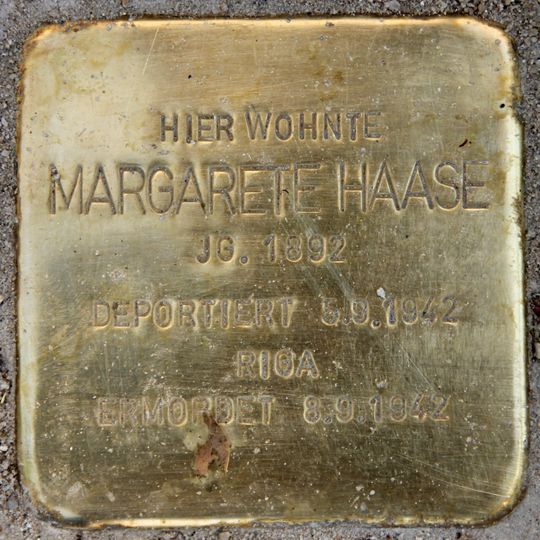 HIER WOHNTE
MARGARETE HAASE
JG. 1892
DEPORTIERT 5.9.1942
RIGA
ERMORDET 8.9.1942